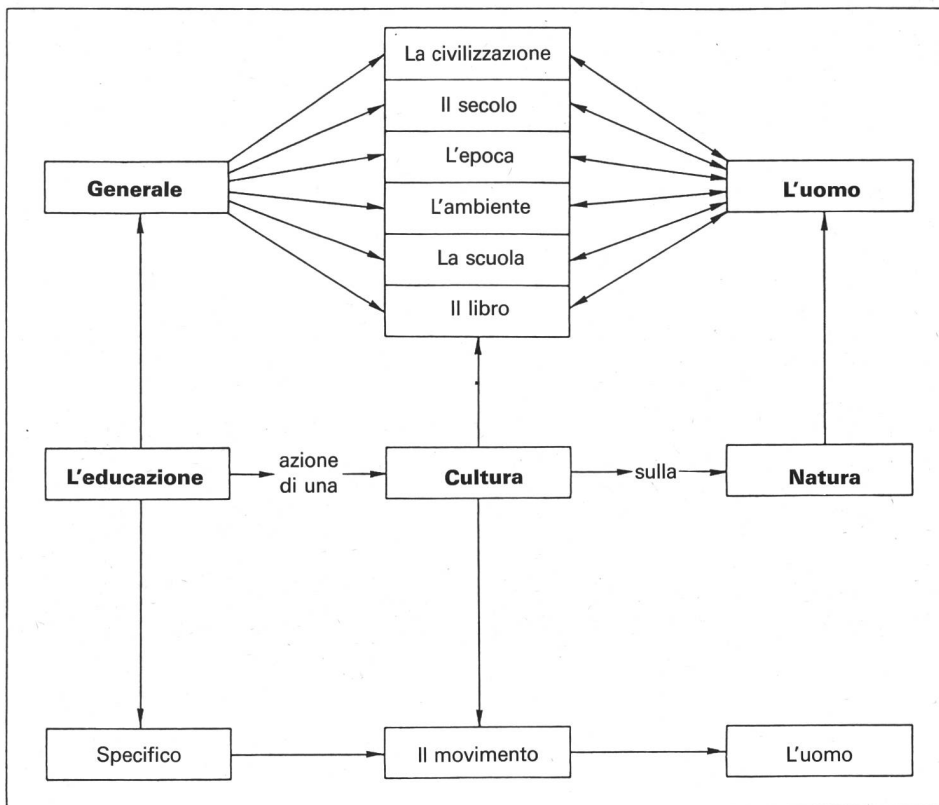 La civilizzazione
Il secolo
L'epoca
Generale
L'uomo
L'ambiente
La scuola
Il libro
L'educazione
azione
di una
Cultura
sulla
Natura
Specifico
Il movimento
L'uomo